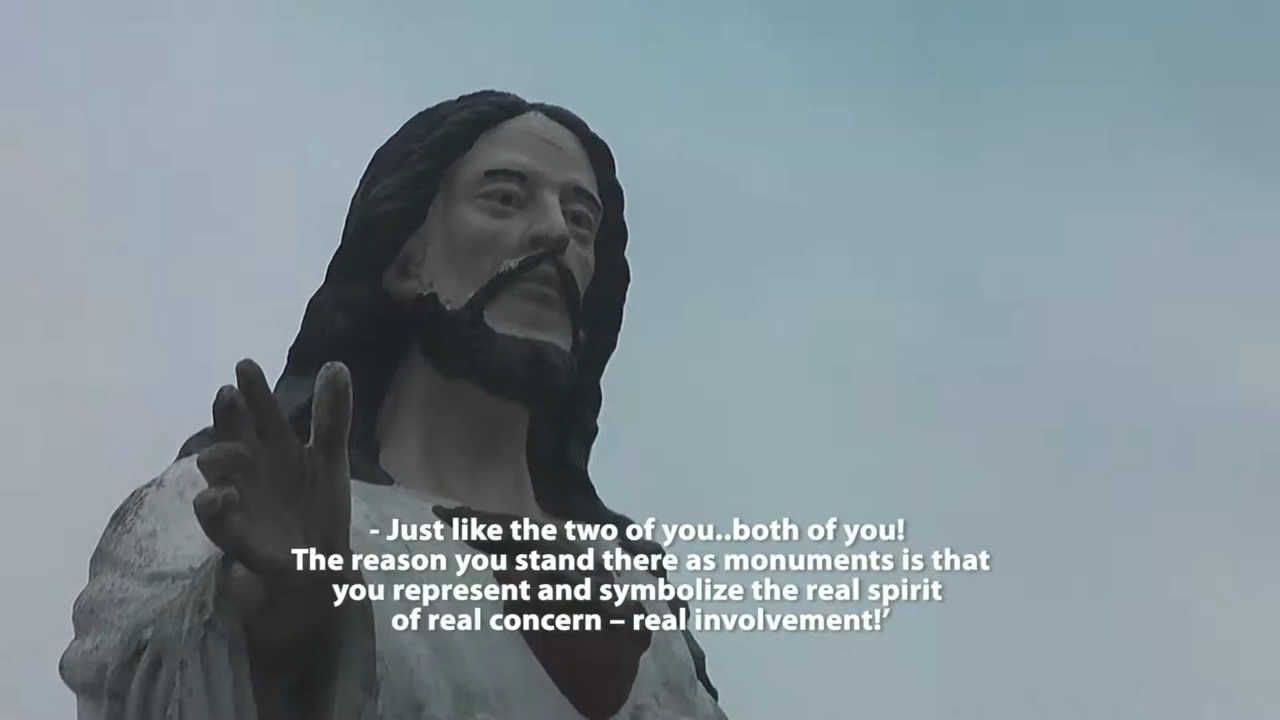 - Just like the two of you..both of you!
The reason you stand there as monuments is that
you represent and symbolize the real spirit
of real concern – real involvement!’